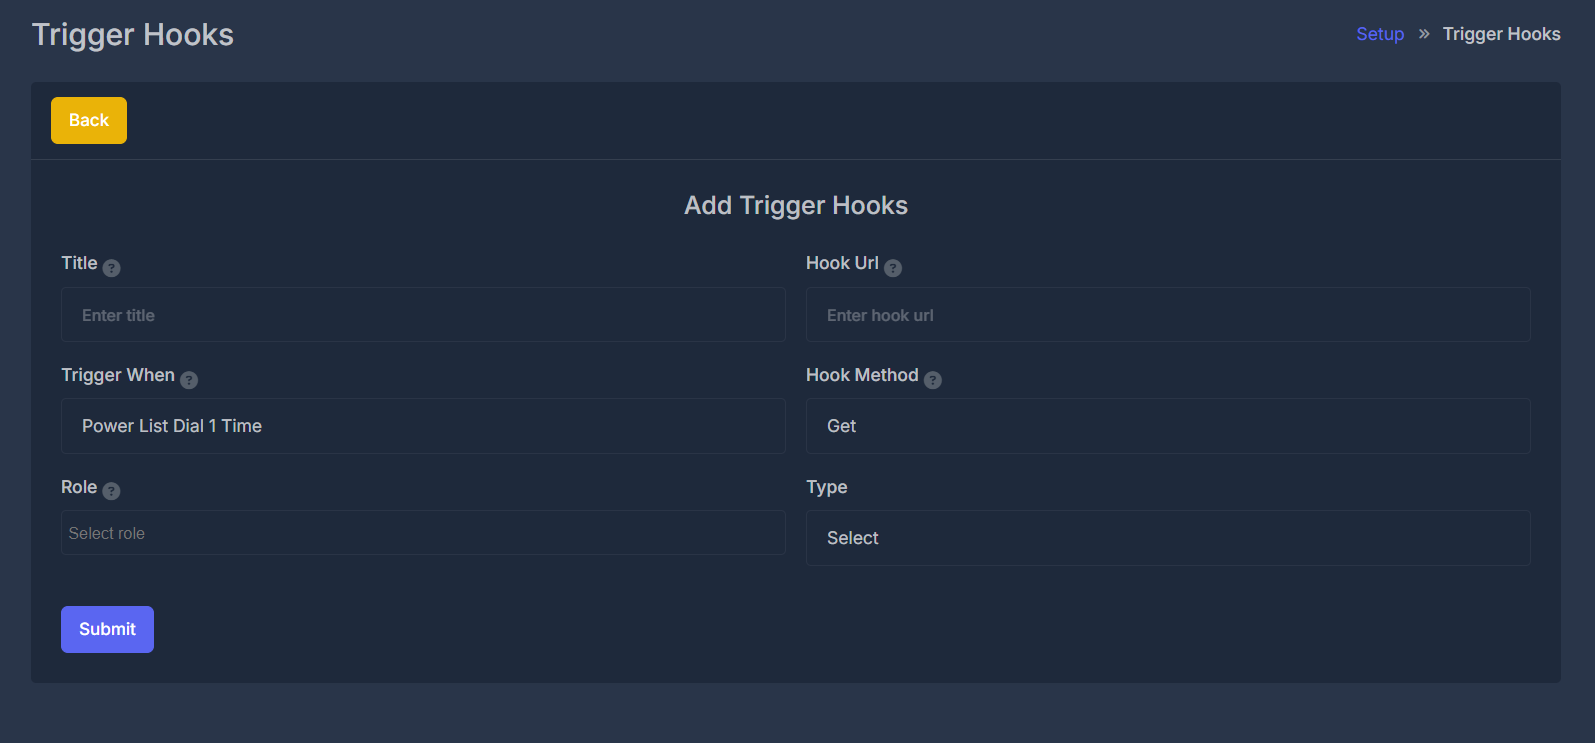 Trigger Hooks
Setup » Trigger Hooks
Back
Add Trigger Hooks
Title ?
Hook Url ?
Enter title
Enter hook url
Trigger When ?
Hook Method ?
Power List Dial 1 Time
Get
Role ?
Type
Select role
Select
Submit